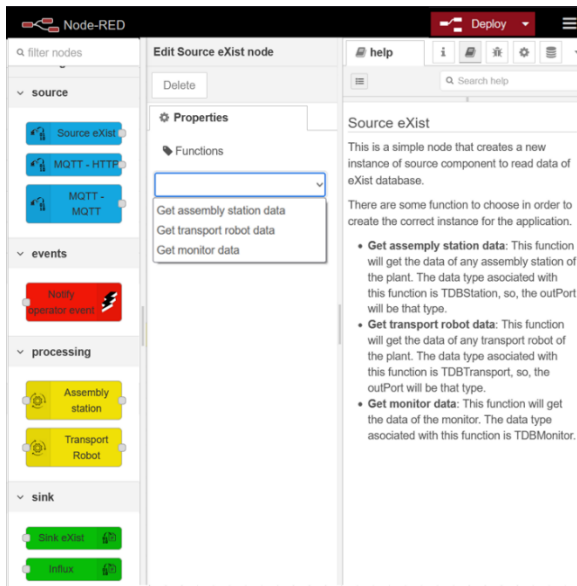 Node-RED
Deploy
filter nodes
source
Source eXist
MQTT - HTTP
MQTT -
MQTT
events
Notify
operator event
processing
Assembly
station
Transport
Robot
sink
Sink eXist
Influx
Edit Source eXist node
Delete
Properties
Functions
Get assembly station data
Get transport robot data
Get monitor data
help
i
Search help
Source eXist
This is a simple node that creates a new
instance of source component to read data of
eXist database.
There are some function to choose in order to
create the correct instance for the application.
• Get assemply station data: This function
will get the data of any assembly station of
the plant. The data type asociated with
this function is TDBStation, so, the outPort
will be that type.
• Get transport robot data: This function
will get the data of any transport robot of
the plant. The data type asociated with
this function is TDBTransport, so, the
outPort will be that type.
• Get monitor data: This function will get
the data of the monitor. The data type
asociated with this function is TDBMonitor.